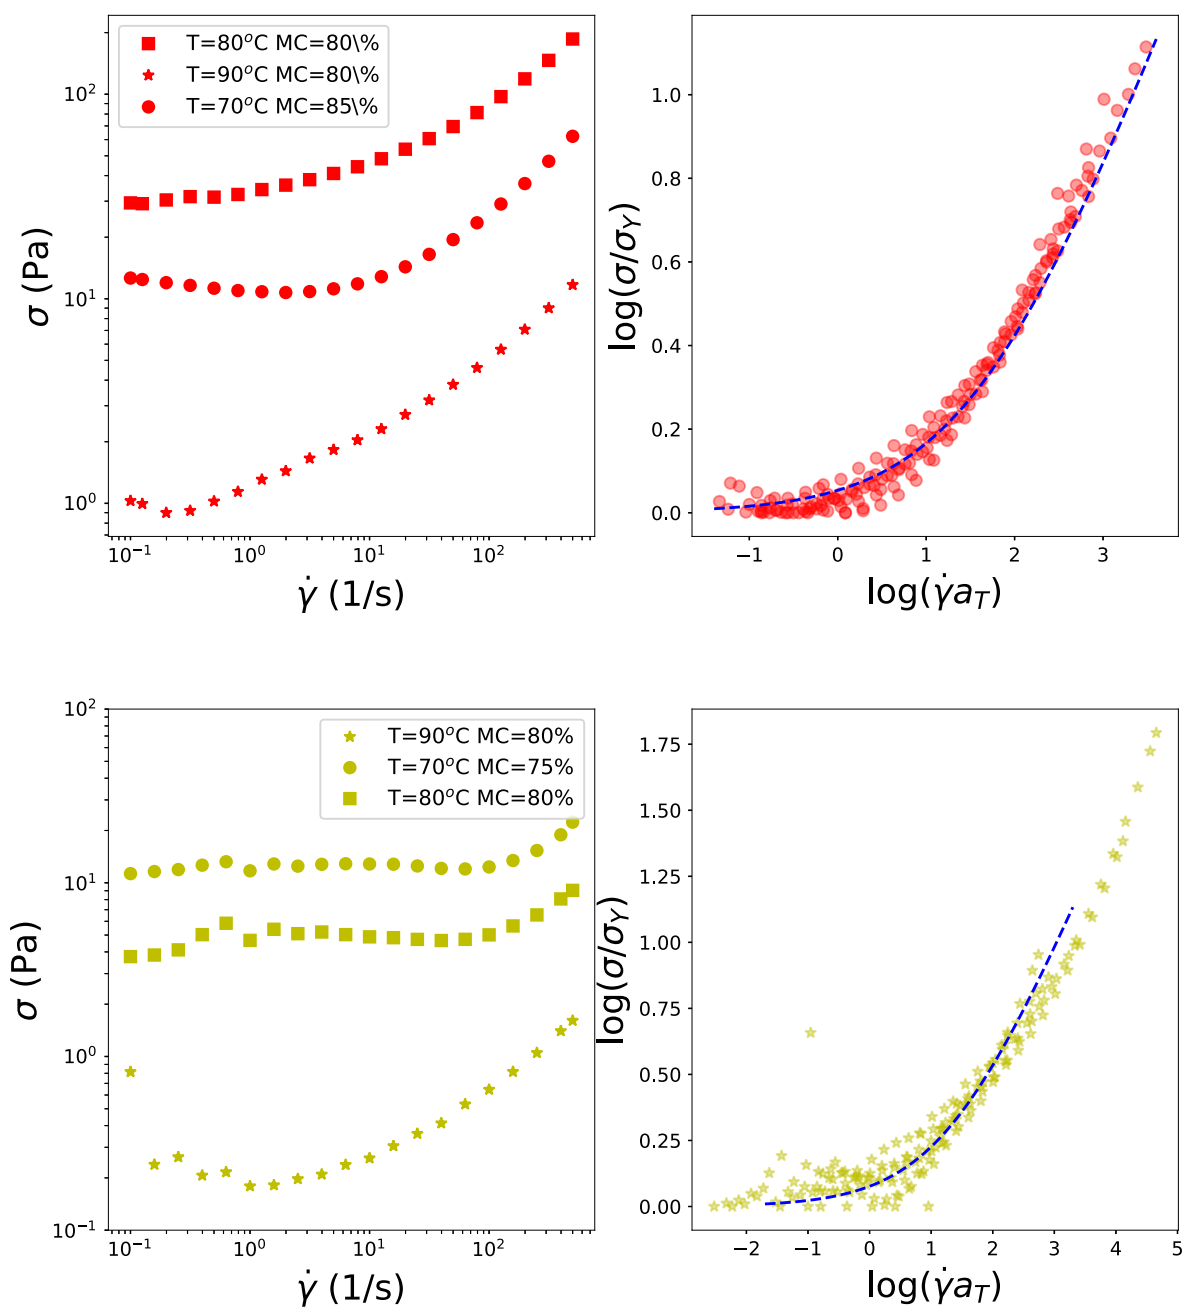 T=80°C MC=80\%
T=90°C MC=80\%
T=70°C MC=85\%
10²
10¹
10⁰
σ (Pa)
10⁻¹ 10⁰ 10¹ 10²
γ̇ (1/s)
1.0
0.8
0.6
0.4
0.2
0.0
log(σ/σ_Y)
−1 0 1 2 3
log(γ̇a_T)
T=90°C MC=80%
T=70°C MC=75%
T=80°C MC=80%
10²
10¹
10⁰
10⁻¹
σ (Pa)
10⁻¹ 10⁰ 10¹ 10²
γ̇ (1/s)
1.75
1.50
1.25
1.00
0.75
0.50
0.25
0.00
log(σ/σ_Y)
−2 −1 0 1 2 3 4 5
log(γ̇a_T)